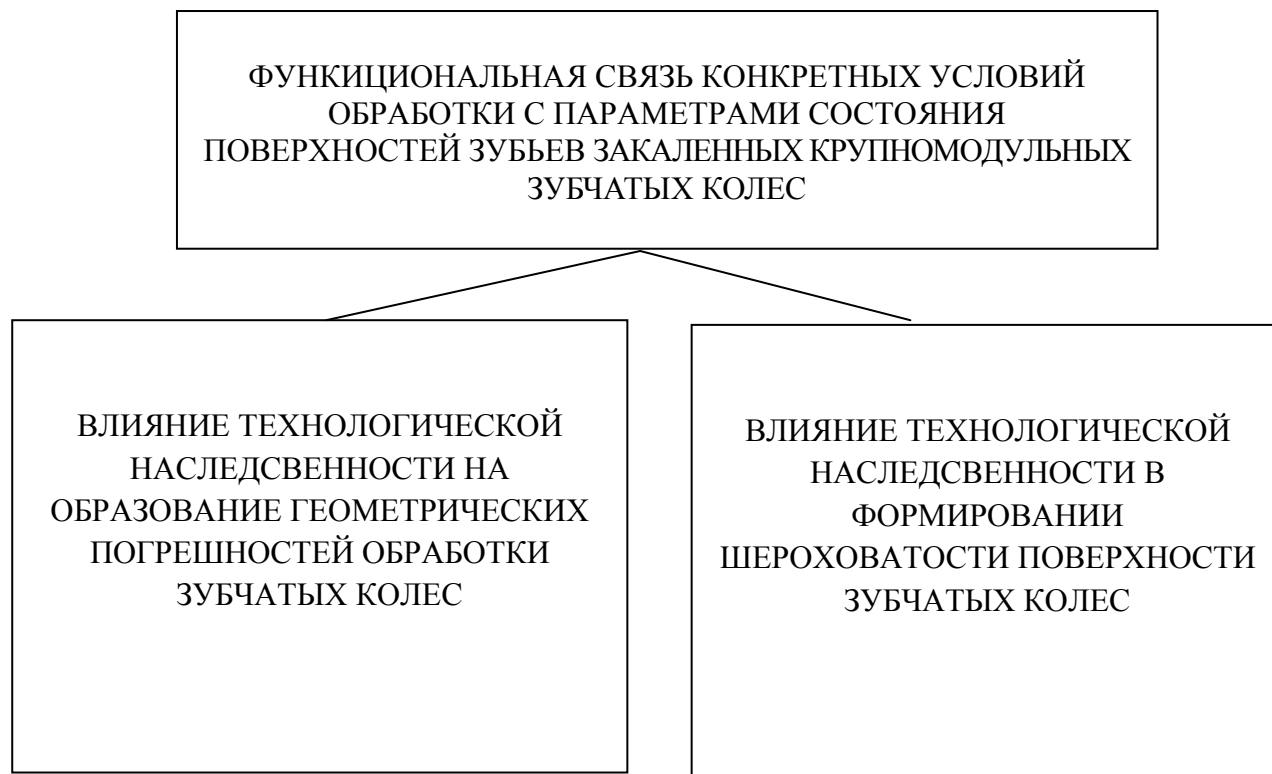 ФУНКИЦИОНАЛЬНАЯ СВЯЗЬ КОНКРЕТНЫХ УСЛОВИЙ
ОБРАБОТКИ С ПАРАМЕТРАМИ СОСТОЯНИЯ
ПОВЕРХНОСТЕЙ ЗУБЬЕВ ЗАКАЛЕННЫХ КРУПНОМОДУЛЬНЫХ
ЗУБЧАТЫХ КОЛЕС
ВЛИЯНИЕ ТЕХНОЛОГИЧЕСКОЙ
НАСЛЕДСВЕННОСТИ НА
ОБРАЗОВАНИЕ ГЕОМЕТРИЧЕСКИХ
ПОГРЕШНОСТЕЙ ОБРАБОТКИ
ЗУБЧАТЫХ КОЛЕС
ВЛИЯНИЕ ТЕХНОЛОГИЧЕСКОЙ
НАСЛЕДСВЕННОСТИ В
ФОРМИРОВАНИИ
ШЕРОХОВАТОСТИ ПОВЕРХНОСТИ
ЗУБЧАТЫХ КОЛЕС